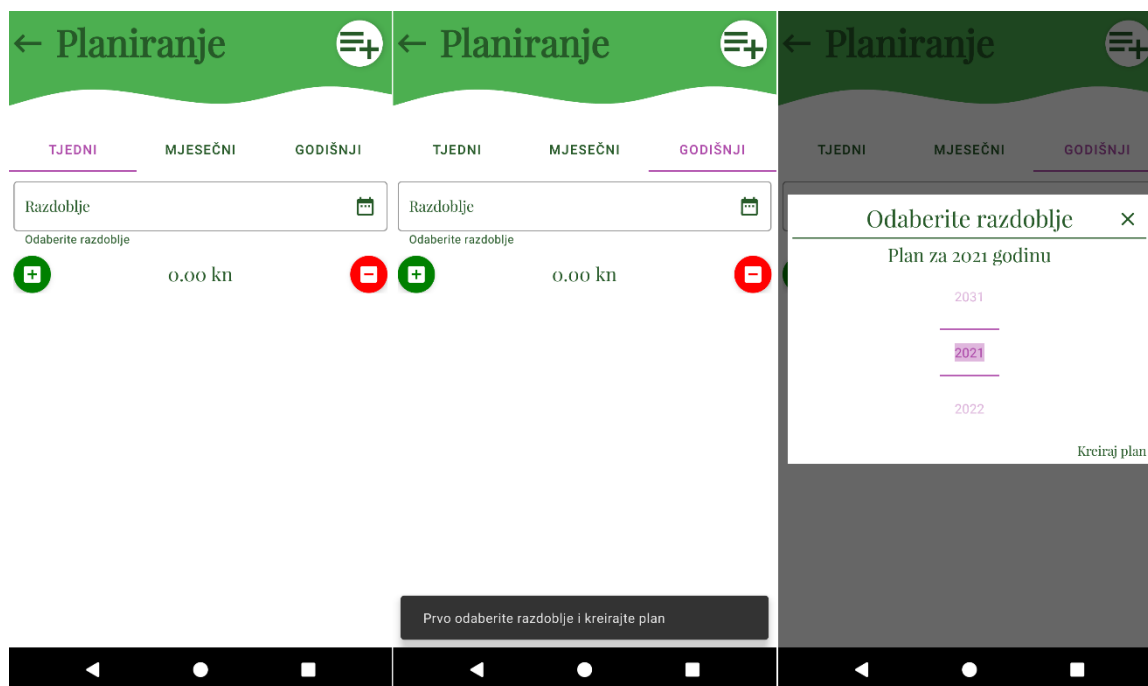 Planiranje
TJEDNI MJESEČNI GODIŠNJI
Razdoblje
Odaberite razdoblje
0.00 kn
Planiranje
TJEDNI MJESEČNI GODIŠNJI
Razdoblje
Odaberite razdoblje
0.00 kn
Prvo odaberite razdoblje i kreirajte plan
Planiranje
TJEDNI MJESEČNI GODIŠNJI
Odaberite razdoblje
Plan za 2021 godinu
2031
2021
2022
Kreiraj plan